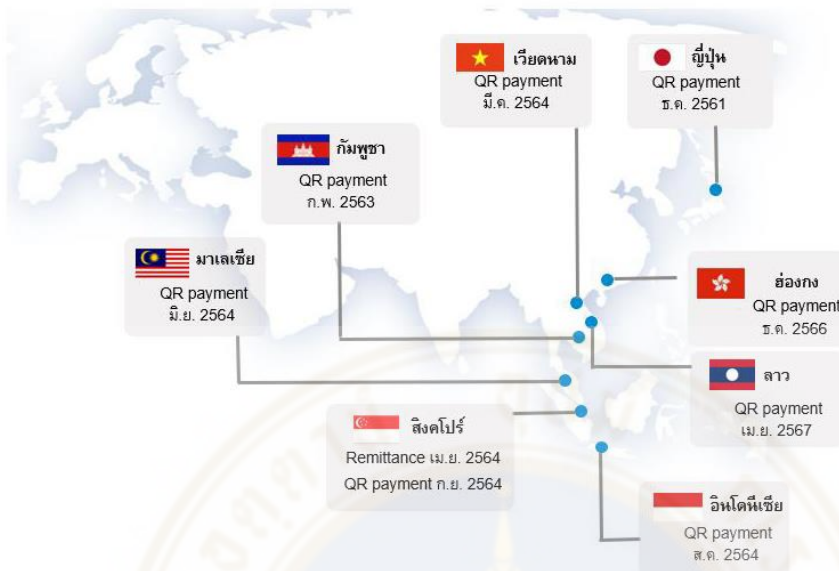 เวียดนาม
QR payment
มี.ค. 2564
ญี่ปุ่น
QR payment
ธ.ค. 2561
กัมพูชา
QR payment
ก.พ. 2563
มาเลเซีย
QR payment
มิ.ย. 2564
ฮ่องกง
QR payment
ธ.ค. 2566
ลาว
QR payment
เม.ย. 2567
สิงคโปร์
Remittance เม.ย. 2564
QR payment ก.ย. 2564
อินโดนีเซีย
QR payment
ส.ค. 2564